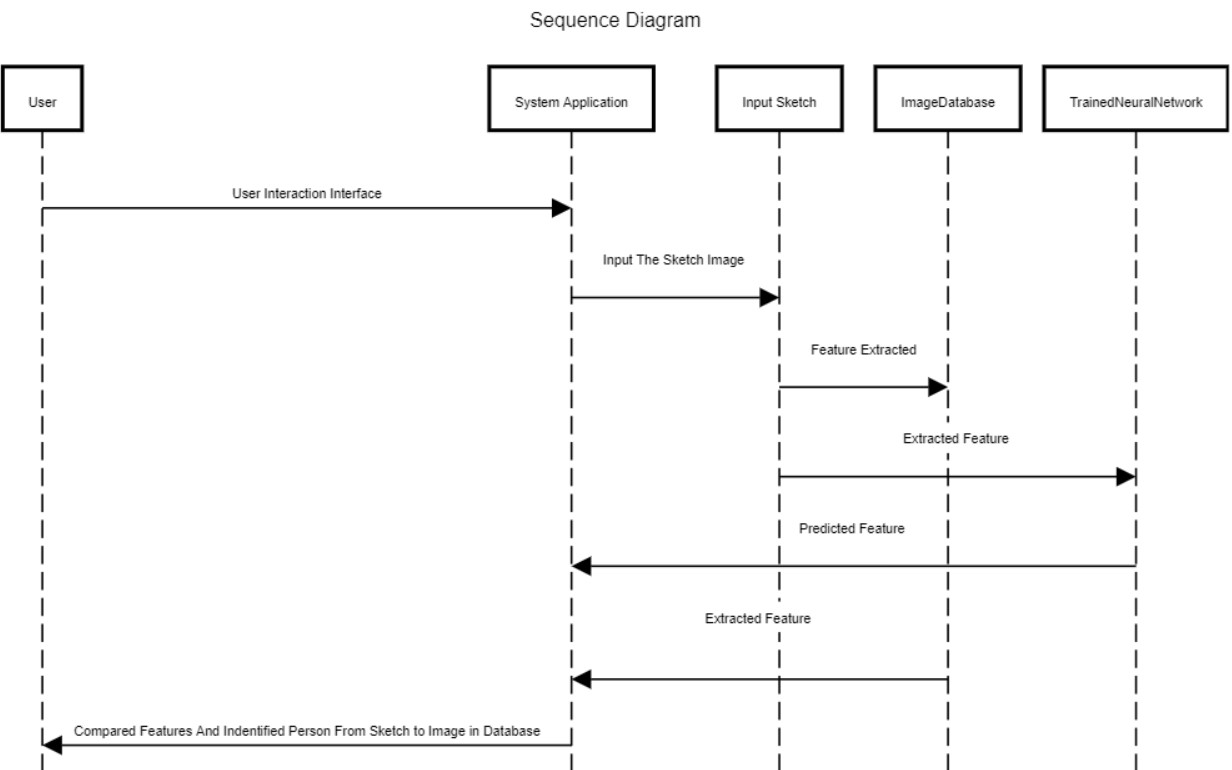 Sequence Diagram
User
System Application
Input Sketch
ImageDatabase
TrainedNeuralNetwork
User Interaction Interface
Input The Sketch Image
Feature Extracted
Extracted Feature
Predicted Feature
Extracted Feature
Compared Features And Indentified Person From Sketch to Image in Database